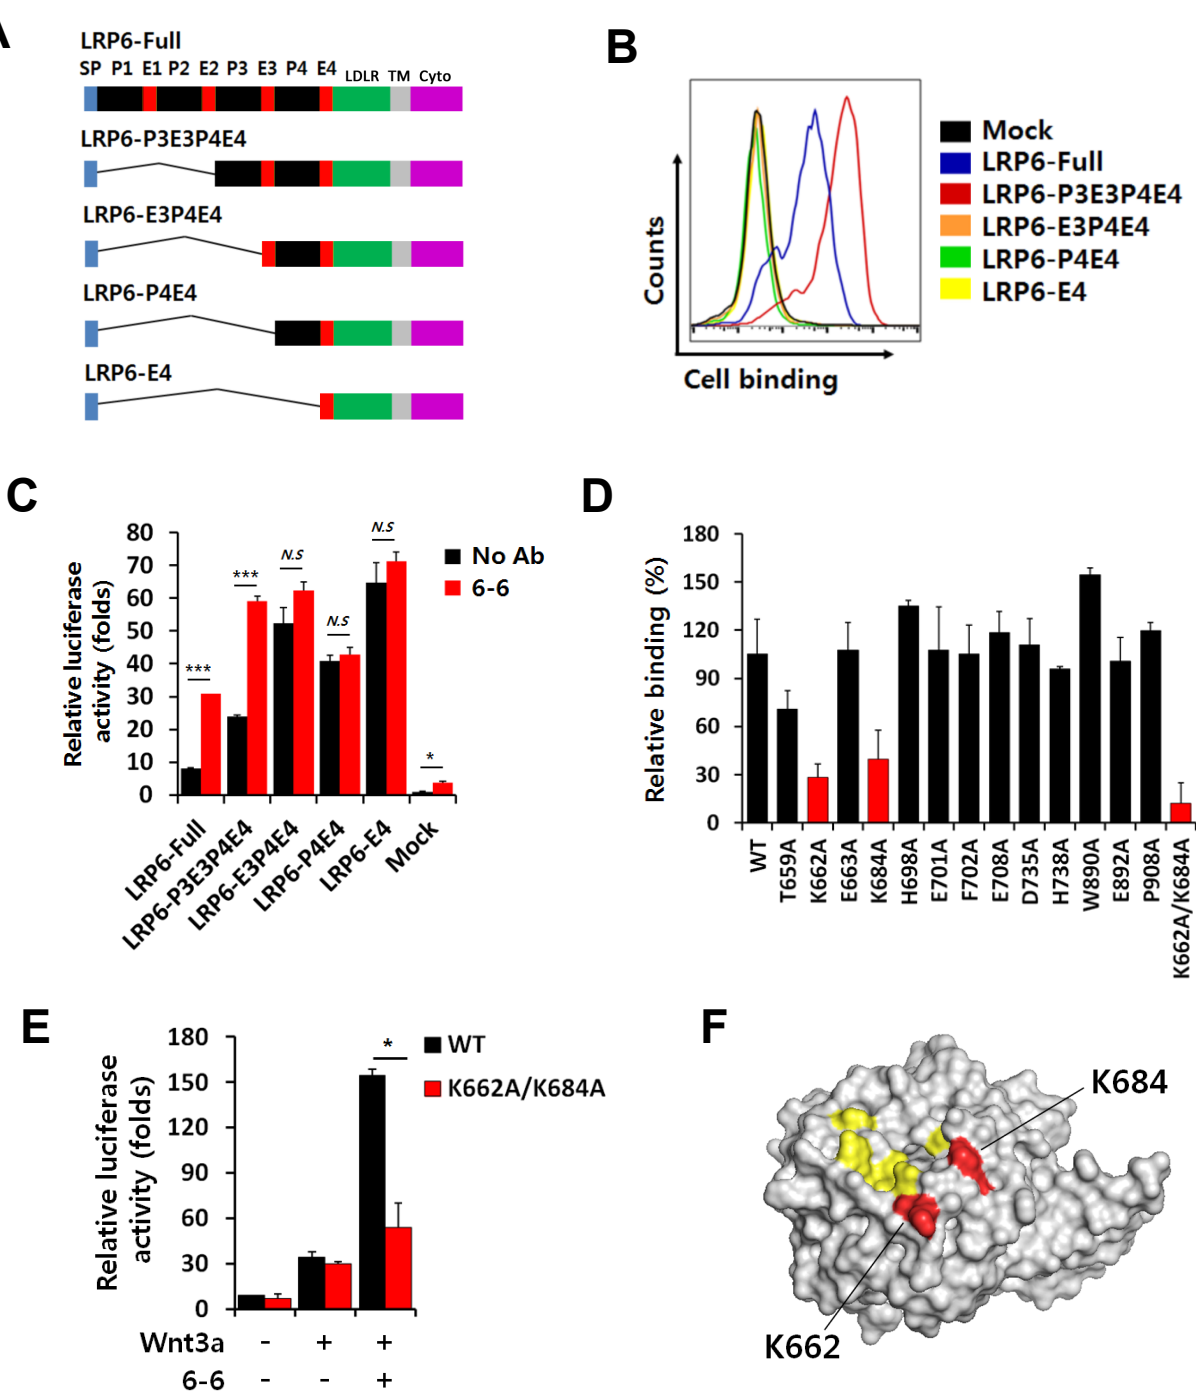 A
LRP6-Full
SP P1 E1 P2 E2 P3 E3 P4 E4 LDLR TM Cyto
LRP6-P3E3P4E4
LRP6-E3P4E4
LRP6-P4E4
LRP6-E4
B
Counts
Cell binding
Mock
LRP6-Full
LRP6-P3E3P4E4
LRP6-E3P4E4
LRP6-P4E4
LRP6-E4
C
Relative luciferase
activity (folds)
80
70
60
50
40
30
20
10
0
***
***
N.S
N.S
N.S
*
No Ab
6-6
LRP6-Full
LRP6-P3E3P4E4
LRP6-E3P4E4
LRP6-P4E4
LRP6-E4
Mock
D
Relative binding (%)
180
150
120
90
60
30
0
WT
T659A
K662A
E663A
K684A
H698A
E701A
F702A
E708A
D735A
H738A
W890A
E892A
P908A
K662A/K684A
E
Relative luciferase
activity (folds)
180
150
120
90
60
30
0
*
WT
K662A/K684A
Wnt3a - + +
6-6 - - +
F
K684
K662